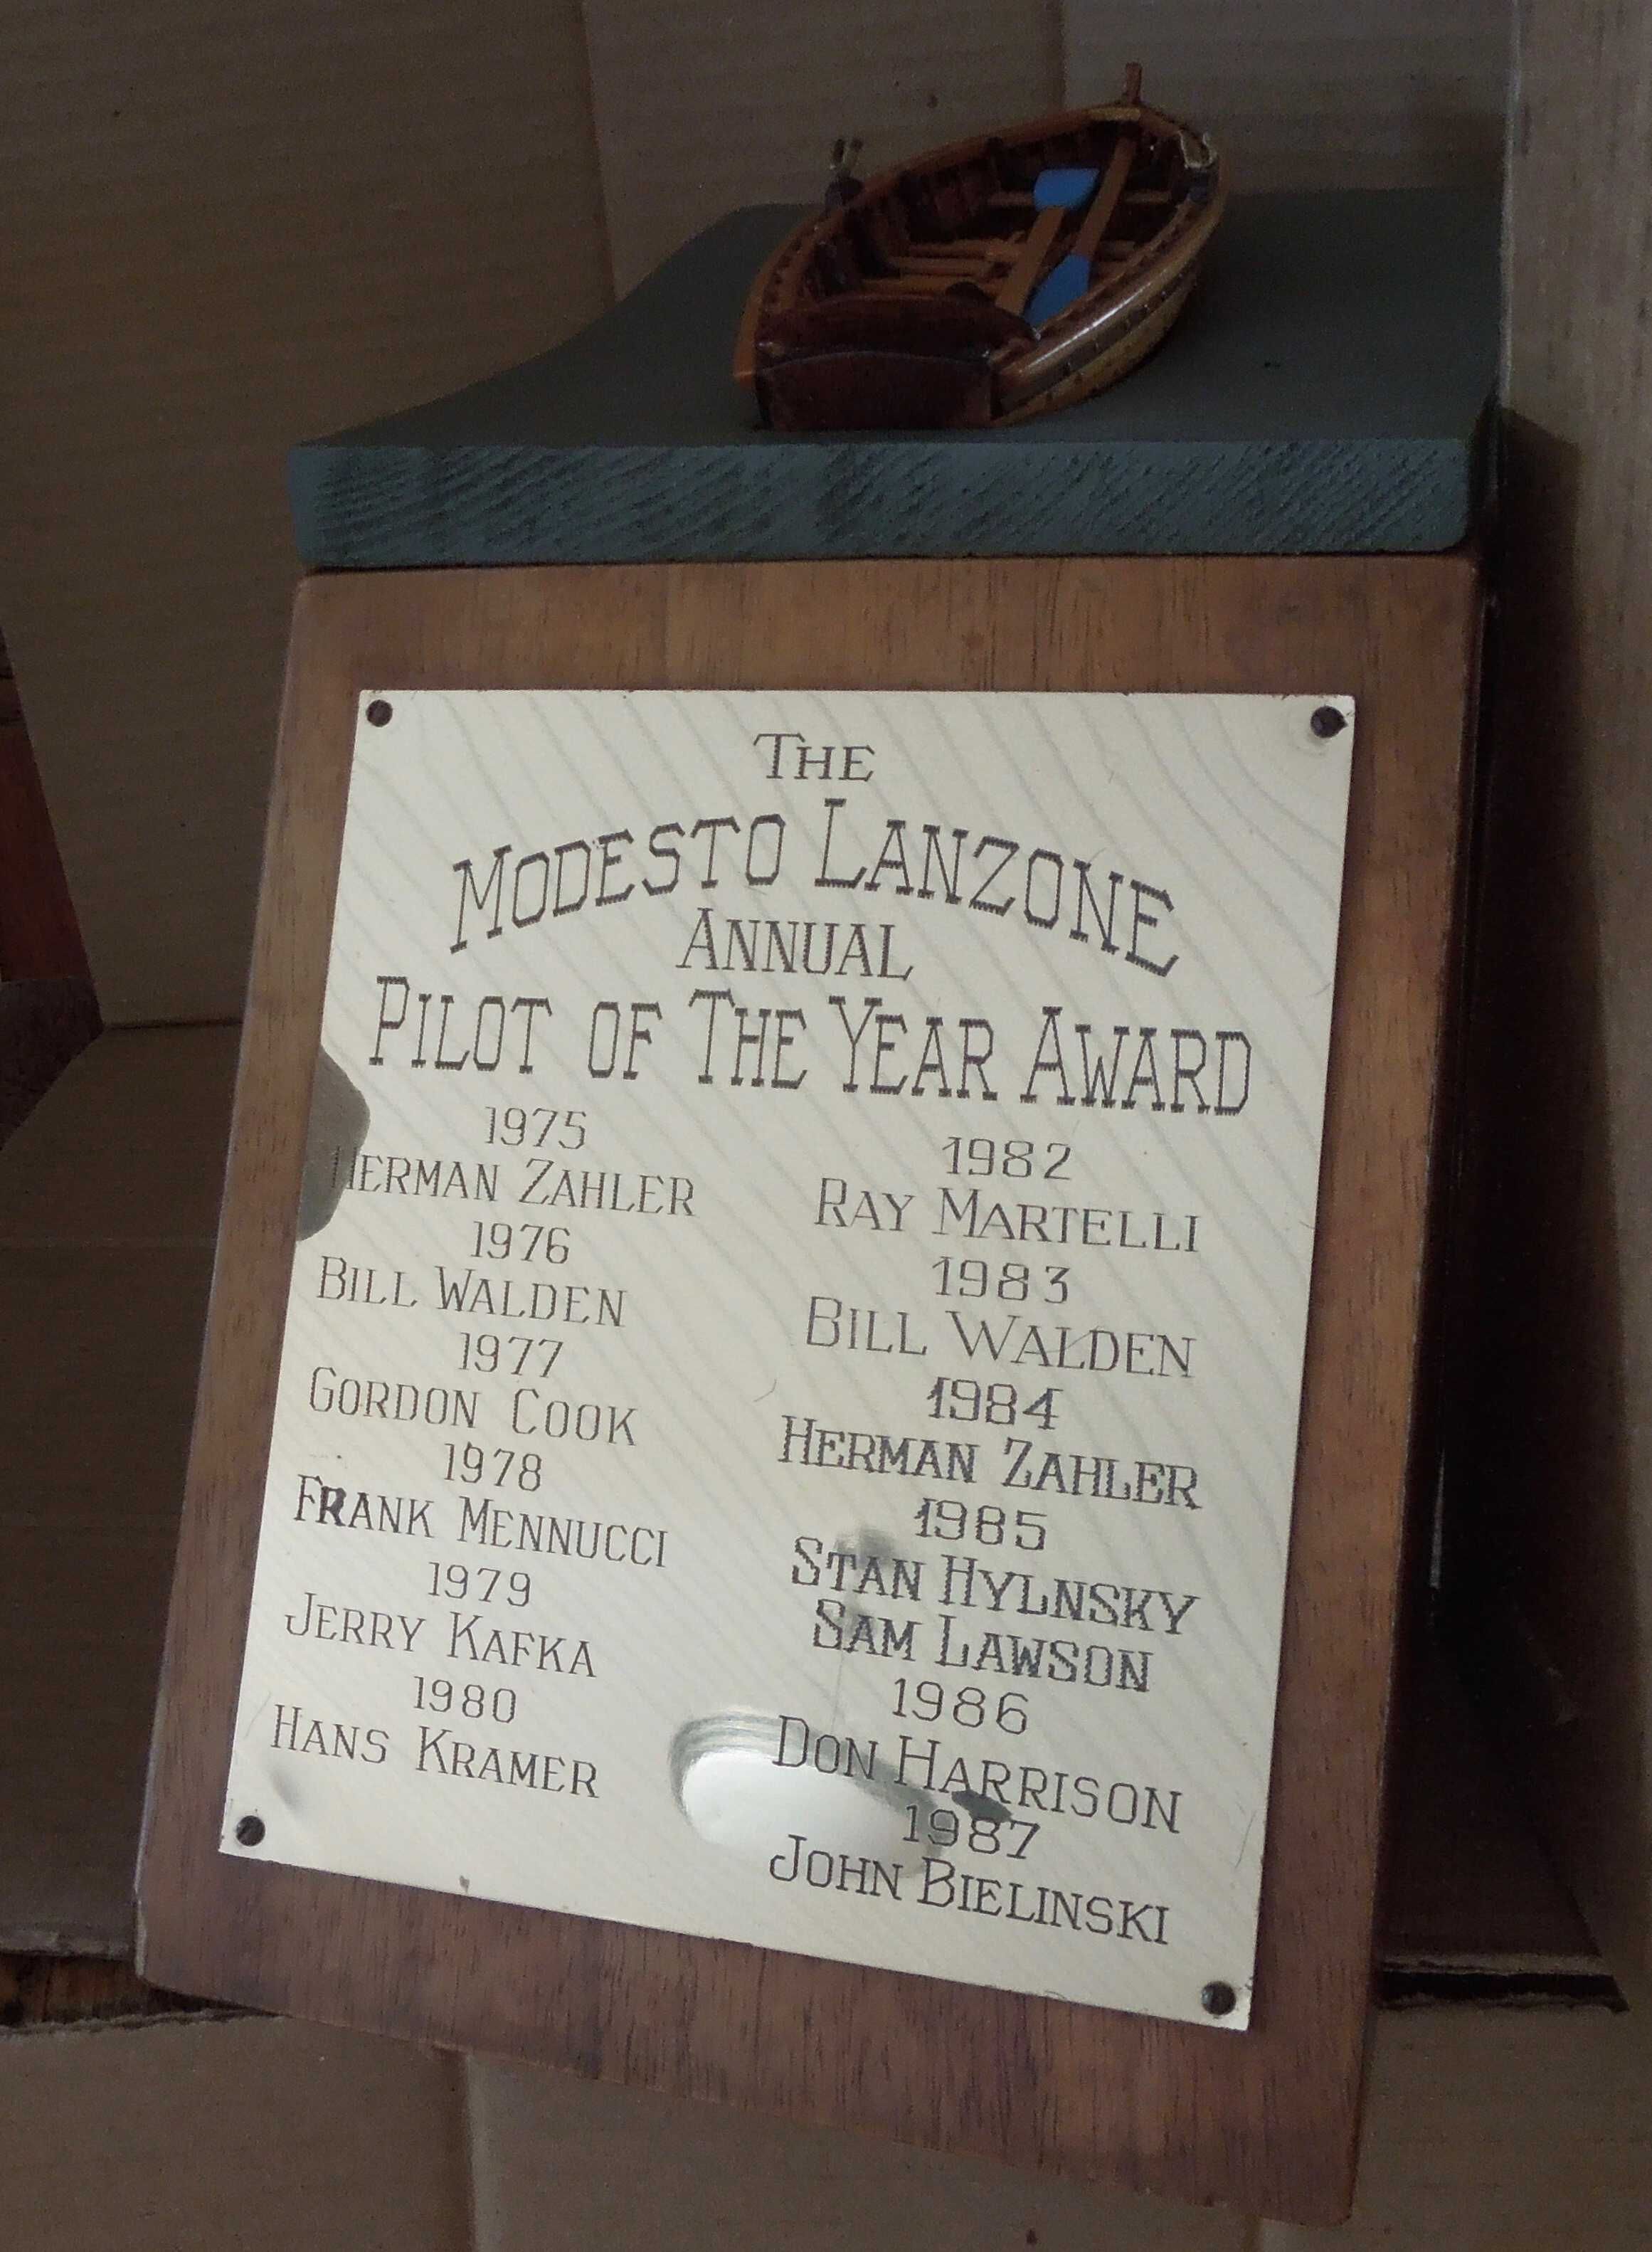 THE
MODESTO LANZONE
ANNUAL
PILOT OF THE YEAR AWARD
1975
HERMAN ZAHLER
1976
BILL WALDEN
1977
GORDON COOK
1978
FRANK MENNUCCI
1979
JERRY KAFKA
1980
HANS KRAMER
1982
RAY MARTELLI
1983
BILL WALDEN
1984
HERMAN ZAHLER
1985
STAN HYLNSKY
SAM LAWSON
1986
DON HARRISON
1987
JOHN BIELINSKI